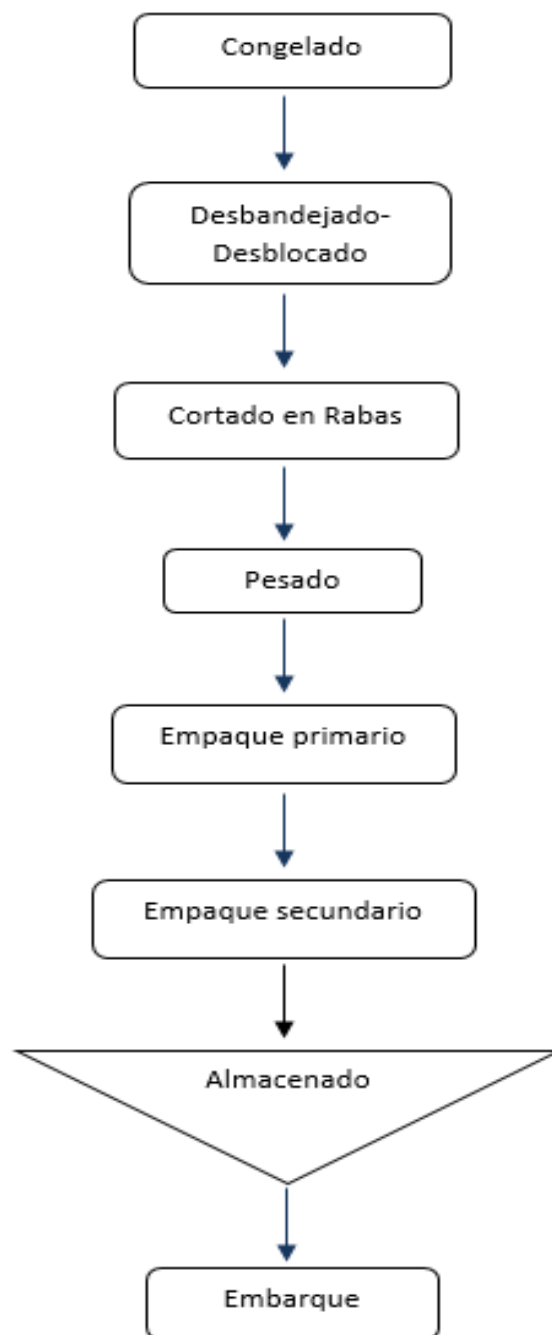 Congelado
Desbandejado-
Desblocado
Cortado en Rabas
Pesado
Empaque primario
Empaque secundario
Almacenado
Embarque